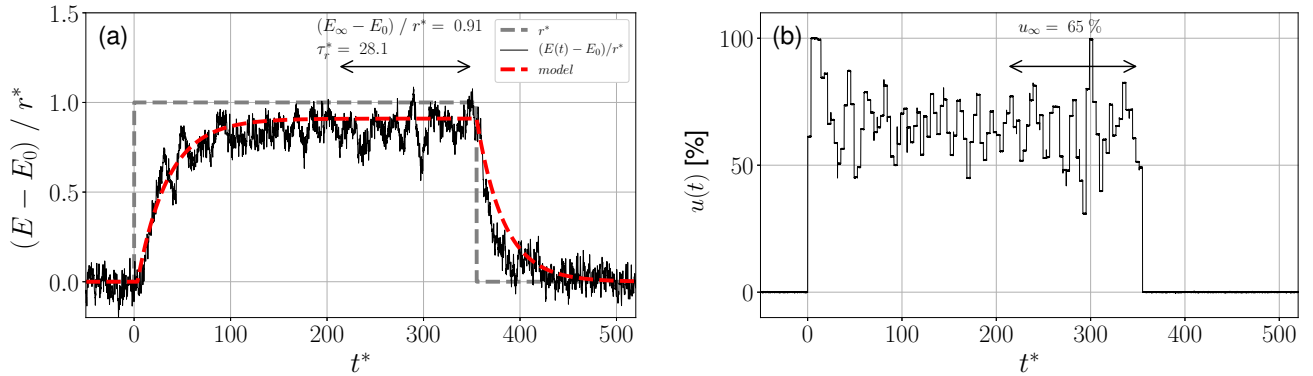 (a)
(E∞ − E0) / r* = 0.91
τ*r = 28.1
r*
(E(t) − E0)/r*
model
1.5
1.0
0.5
0.0
(E − E0) / r*
0 100 200 300 400 500
t*
(b)
u∞ = 65 %
100
50
0
u(t) [%]
0 100 200 300 400 500
t*